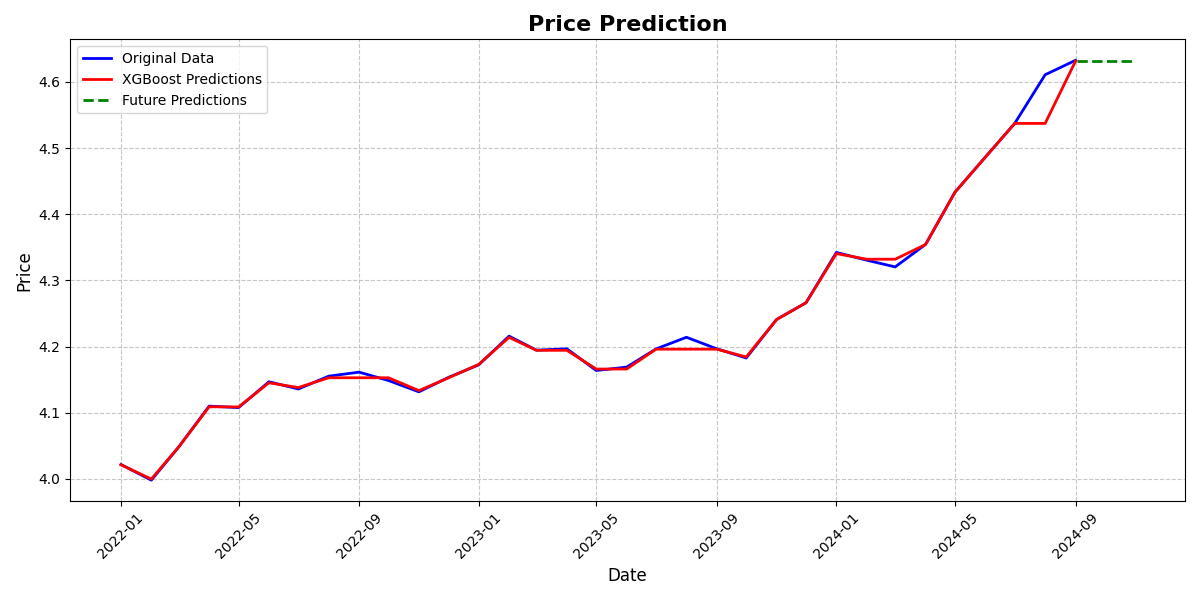 Price Prediction
Original Data
XGBoost Predictions
Future Predictions
Price
4.6
4.5
4.4
4.3
4.2
4.1
4.0
2022-01
2022-05
2022-09
2023-01
2023-05
2023-09
2024-01
2024-05
2024-09
Date